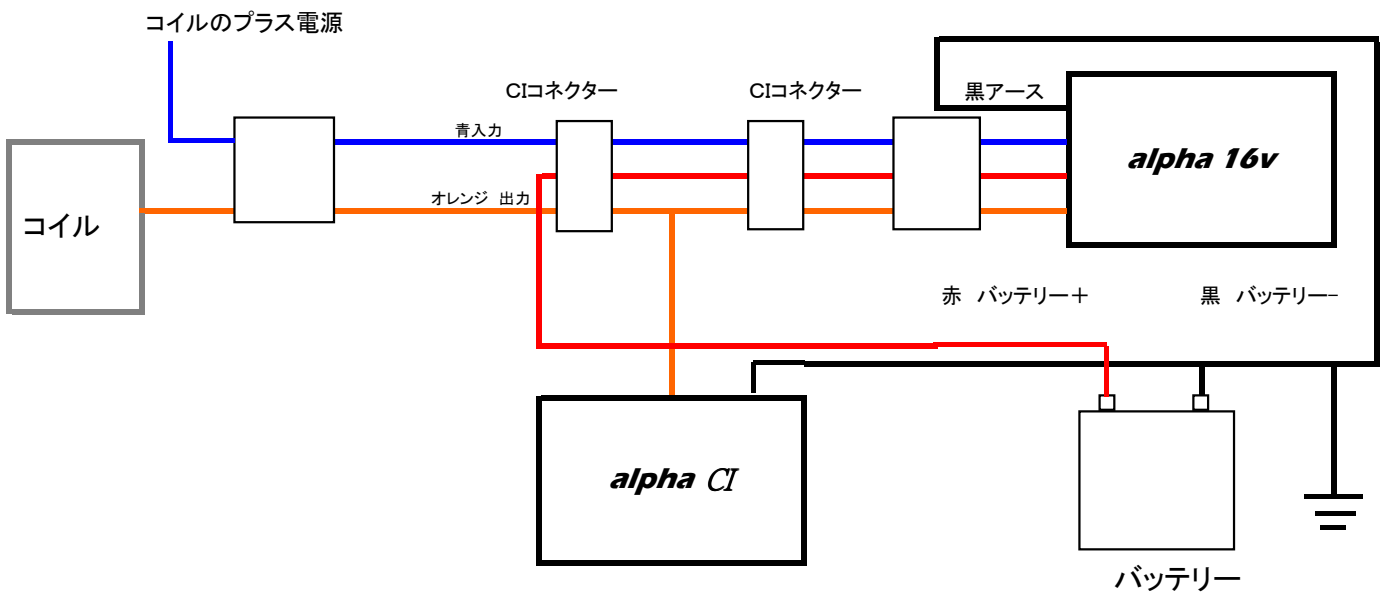 コイルのプラス電源
CIコネクター
CIコネクター
黒アース
青入力
alpha 16v
オレンジ 出力
コイル
赤 バッテリー＋
黒 バッテリー−
alpha CI
バッテリー